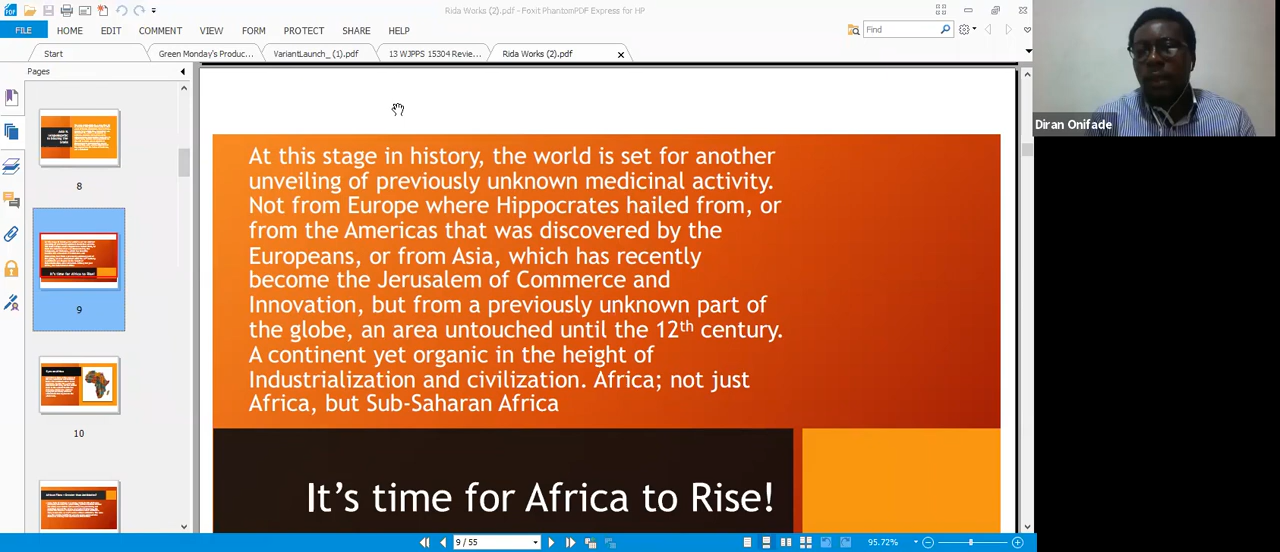 Rida Works (2).pdf - Foxit PhantomPDF Express for HP
FILE HOME EDIT COMMENT VIEW FORM PROTECT SHARE HELP
Find
Start Green Monday's Produc... VariantLaunch_ (1).pdf 13 WJPPS 15304 Revie... Rida Works (2).pdf
Pages
8
It's time for Africa to Rise!
9
10
At this stage in history, the world is set for another
unveiling of previously unknown medicinal activity.
Not from Europe where Hippocrates hailed from, or
from the Americas that was discovered by the
Europeans, or from Asia, which has recently
become the Jerusalem of Commerce and
Innovation, but from a previously unknown part of
the globe, an area untouched until the 12th century.
A continent yet organic in the height of
Industrialization and civilization. Africa; not just
Africa, but Sub-Saharan Africa
It's time for Africa to Rise!
Diran Onifade
9 / 55
95.72%